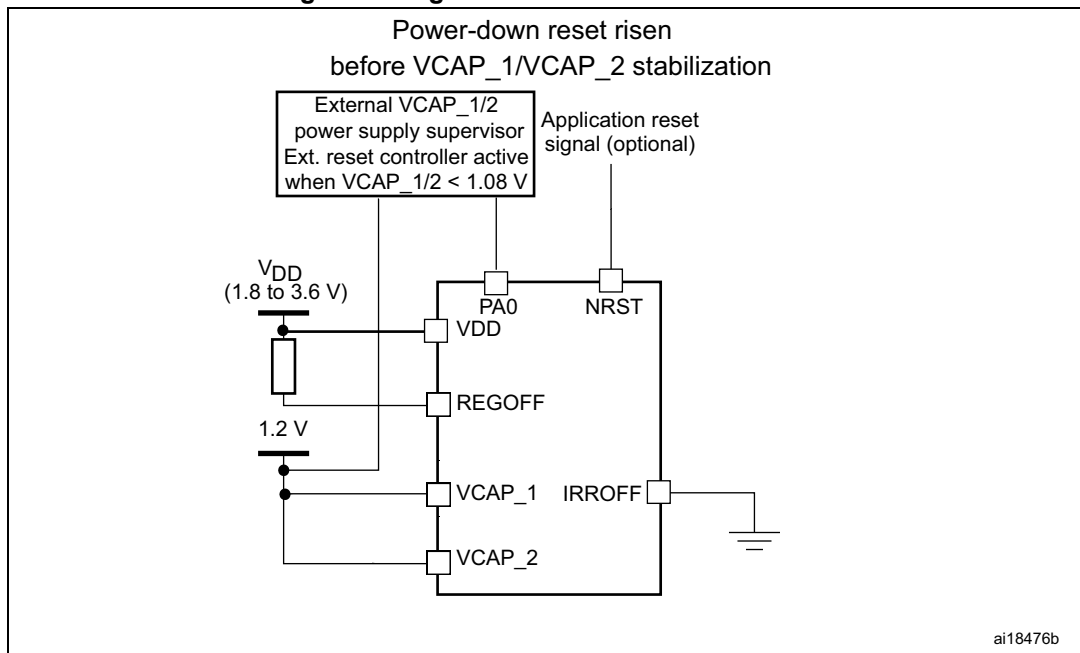 Power-down reset risen
before VCAP_1/VCAP_2 stabilization
External VCAP_1/2
power supply supervisor
Ext. reset controller active
when VCAP_1/2 < 1.08 V
Application reset
signal (optional)
VDD
(1.8 to 3.6 V)
PA0
NRST
VDD
REGOFF
1.2 V
VCAP_1
IRROFF
VCAP_2
ai18476b